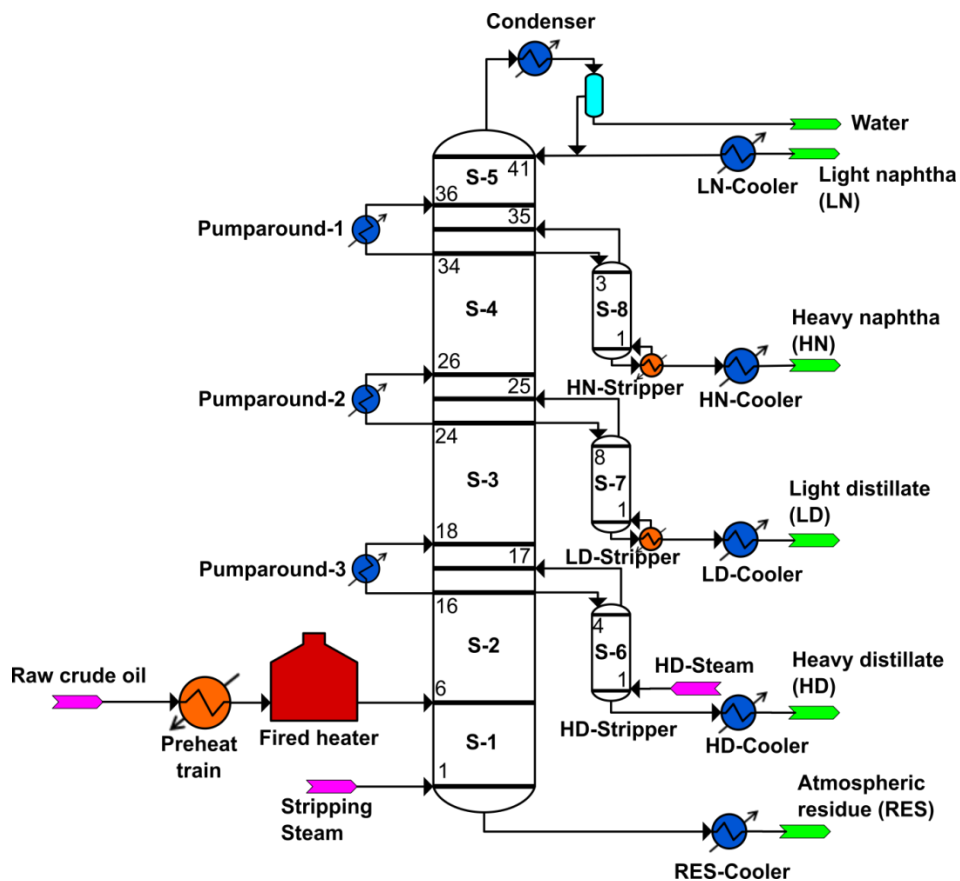 Condenser
Water
S-5
41
LN-Cooler
Light naphtha
(LN)
36
35
Pumparound-1
34
3
S-8
1
S-4
Heavy naphtha
(HN)
26
25
HN-Stripper
HN-Cooler
Pumparound-2
24
8
S-7
1
S-3
Light distillate
(LD)
18
17
LD-Stripper
LD-Cooler
Pumparound-3
16
4
S-6
1
S-2
HD-Steam
Heavy distillate
(HD)
Raw crude oil
6
Preheat
train
Fired heater
HD-Stripper
HD-Cooler
S-1
1
Stripping
Steam
Atmospheric
residue (RES)
RES-Cooler